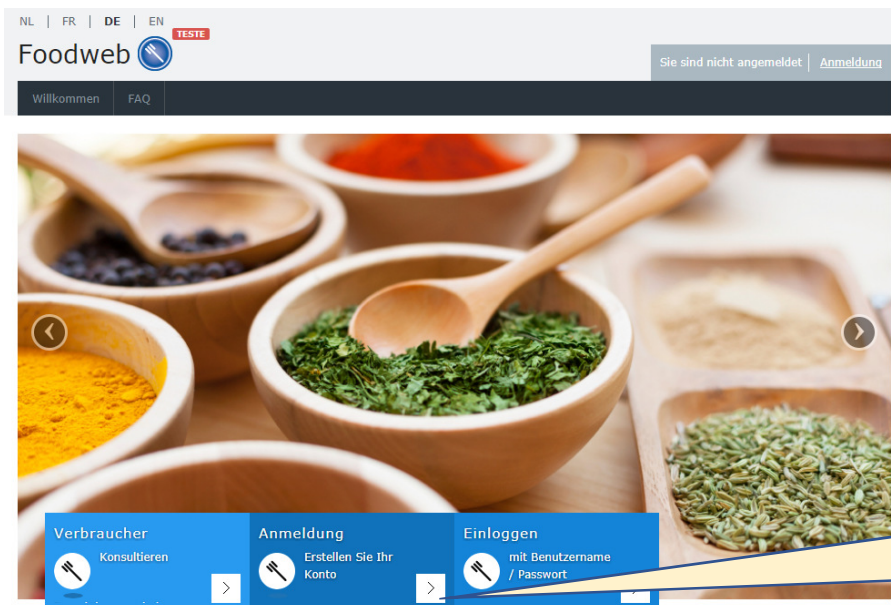 NL | FR | DE | EN
TESTE
Foodweb
Sie sind nicht angemeldet | Anmeldung
Willkommen
FAQ
Verbraucher
Konsultieren
Anmeldung
Erstellen Sie Ihr
Konto
Einloggen
mit Benutzername
/ Passwort